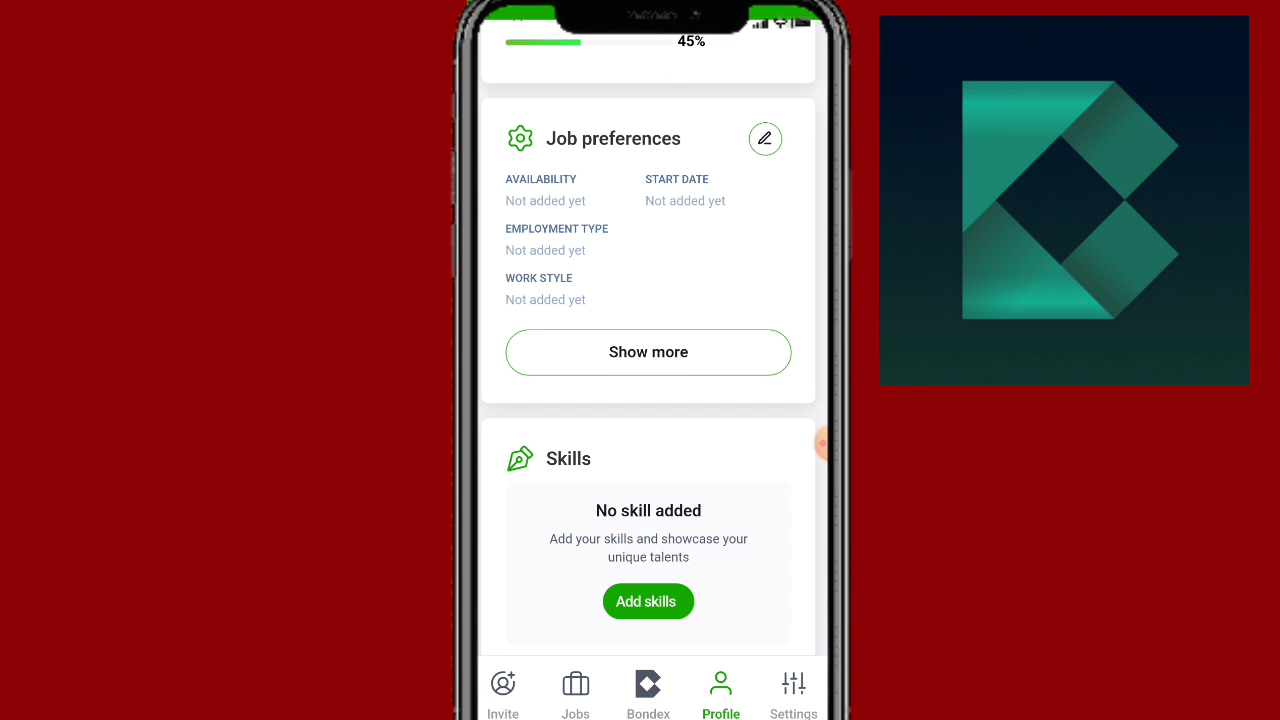 45%
Job preferences
AVAILABILITY START DATE
Not added yet Not added yet
EMPLOYMENT TYPE
Not added yet
WORK STYLE
Not added yet
Show more
Skills
No skill added
Add your skills and showcase your
unique talents
Add skills
Invite Jobs Bondex Profile Settings